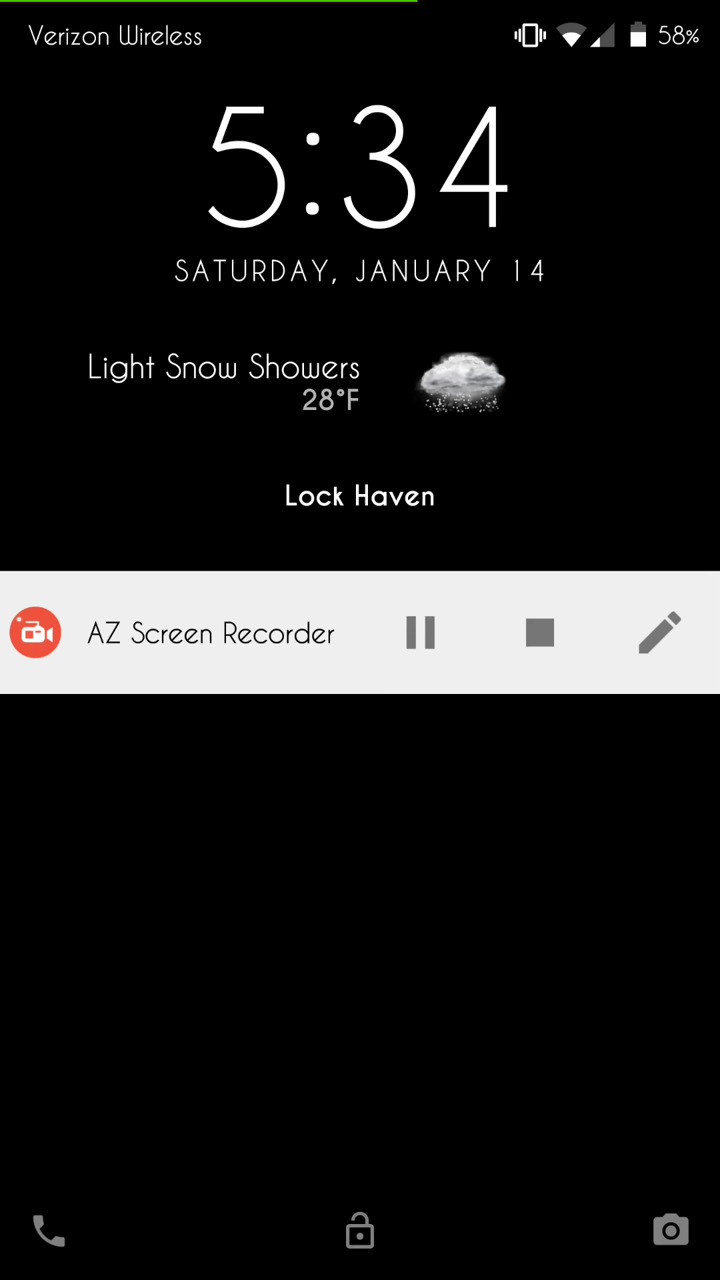 Verizon Wireless 58%
5:34
SATURDAY, JANUARY 14
Light Snow Showers
28°F
Lock Haven
AZ Screen Recorder